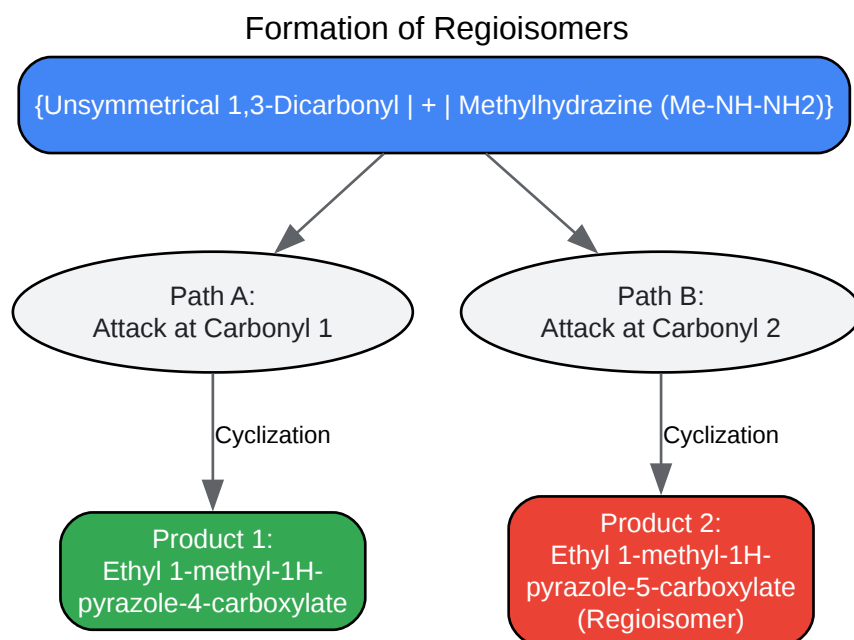 Formation of Regioisomers
{Unsymmetrical 1,3-Dicarbonyl | + | Methylhydrazine (Me-NH-NH2)}
Path A:
Attack at Carbonyl 1
Path B:
Attack at Carbonyl 2
Cyclization
Cyclization
Product 1:
Ethyl 1-methyl-1H-
pyrazole-4-carboxylate
Product 2:
Ethyl 1-methyl-1H-
pyrazole-5-carboxylate
(Regioisomer)